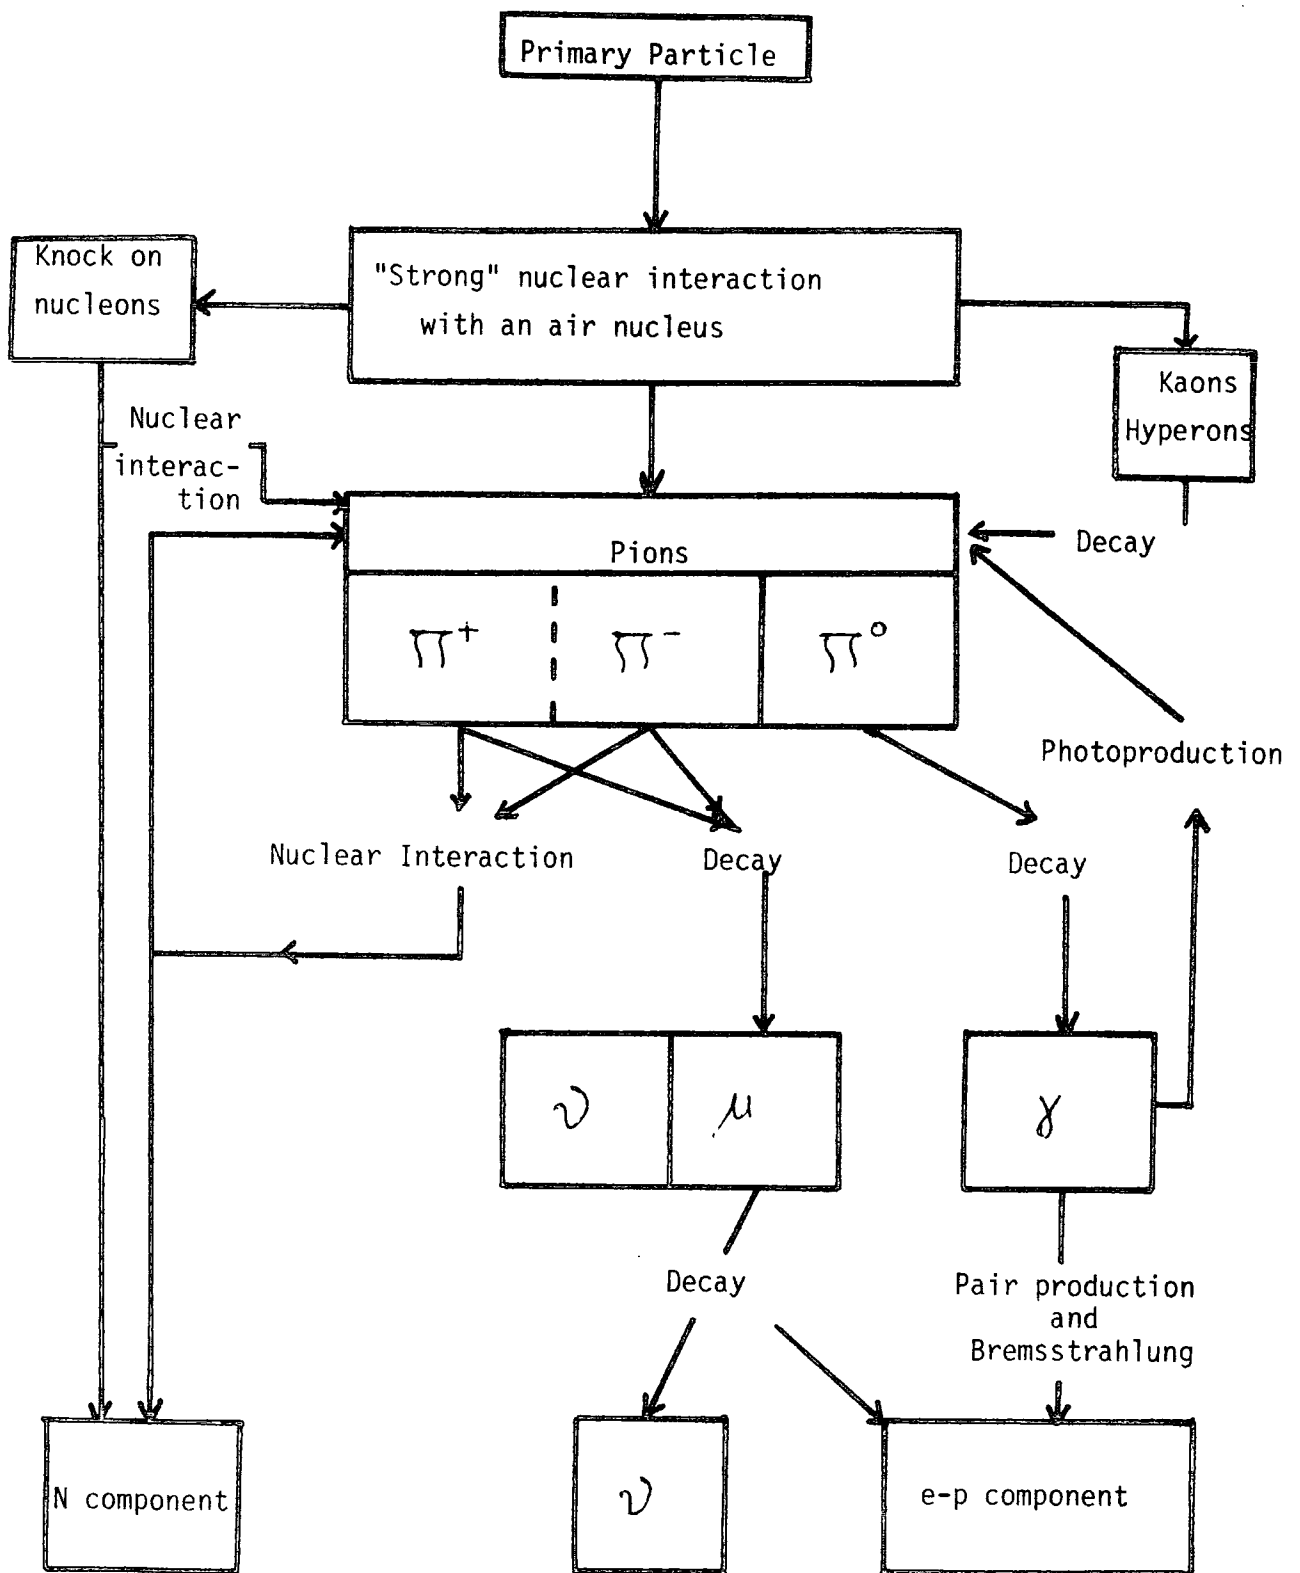 Primary Particle
Knock on
nucleons
"Strong" nuclear interaction
with an air nucleus
Kaons
Hyperons
Nuclear
interac-
tion
Decay
Pions
π⁺
π⁻
π⁰
Photoproduction
Nuclear Interaction
Decay
Decay
ν
μ
γ
Decay
Pair production
and
Bremsstrahlung
N component
ν
e-p component